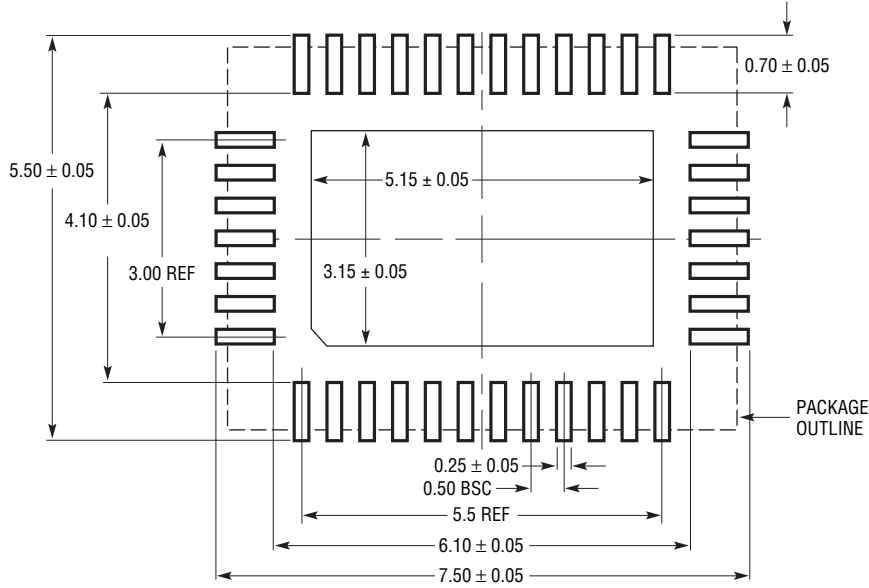 0.70 ± 0.05
5.50 ± 0.05
5.15 ± 0.05
4.10 ± 0.05
3.00 REF
3.15 ± 0.05
PACKAGE
OUTLINE
0.25 ± 0.05
0.50 BSC
5.5 REF
6.10 ± 0.05
7.50 ± 0.05